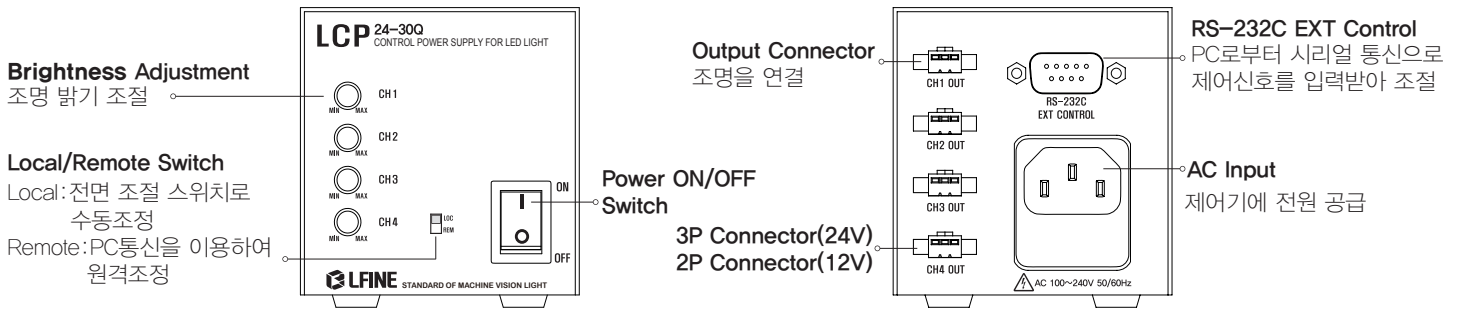 Brightness Adjustment
조명 밝기 조절
Local/Remote Switch
Local:전면 조절 스위치로
수동조정
Remote:PC통신을 이용하여
원격조정
LCP 24-30Q
CONTROL POWER SUPPLY FOR LED LIGHT
MIN MAX CH1
MIN MAX CH2
MIN MAX CH3
MIN MAX CH4
LOC
REM
ON
OFF
LFINE STANDARD OF MACHINE VISION LIGHT
Power ON/OFF
Switch
Output Connector
조명을 연결
3P Connector(24V)
2P Connector(12V)
CH1 OUT
CH2 OUT
CH3 OUT
CH4 OUT
RS-232C
EXT CONTROL
AC 100~240V 50/60Hz
RS-232C EXT Control
PC로부터 시리얼 통신으로
제어신호를 입력받아 조절
AC Input
제어기에 전원 공급